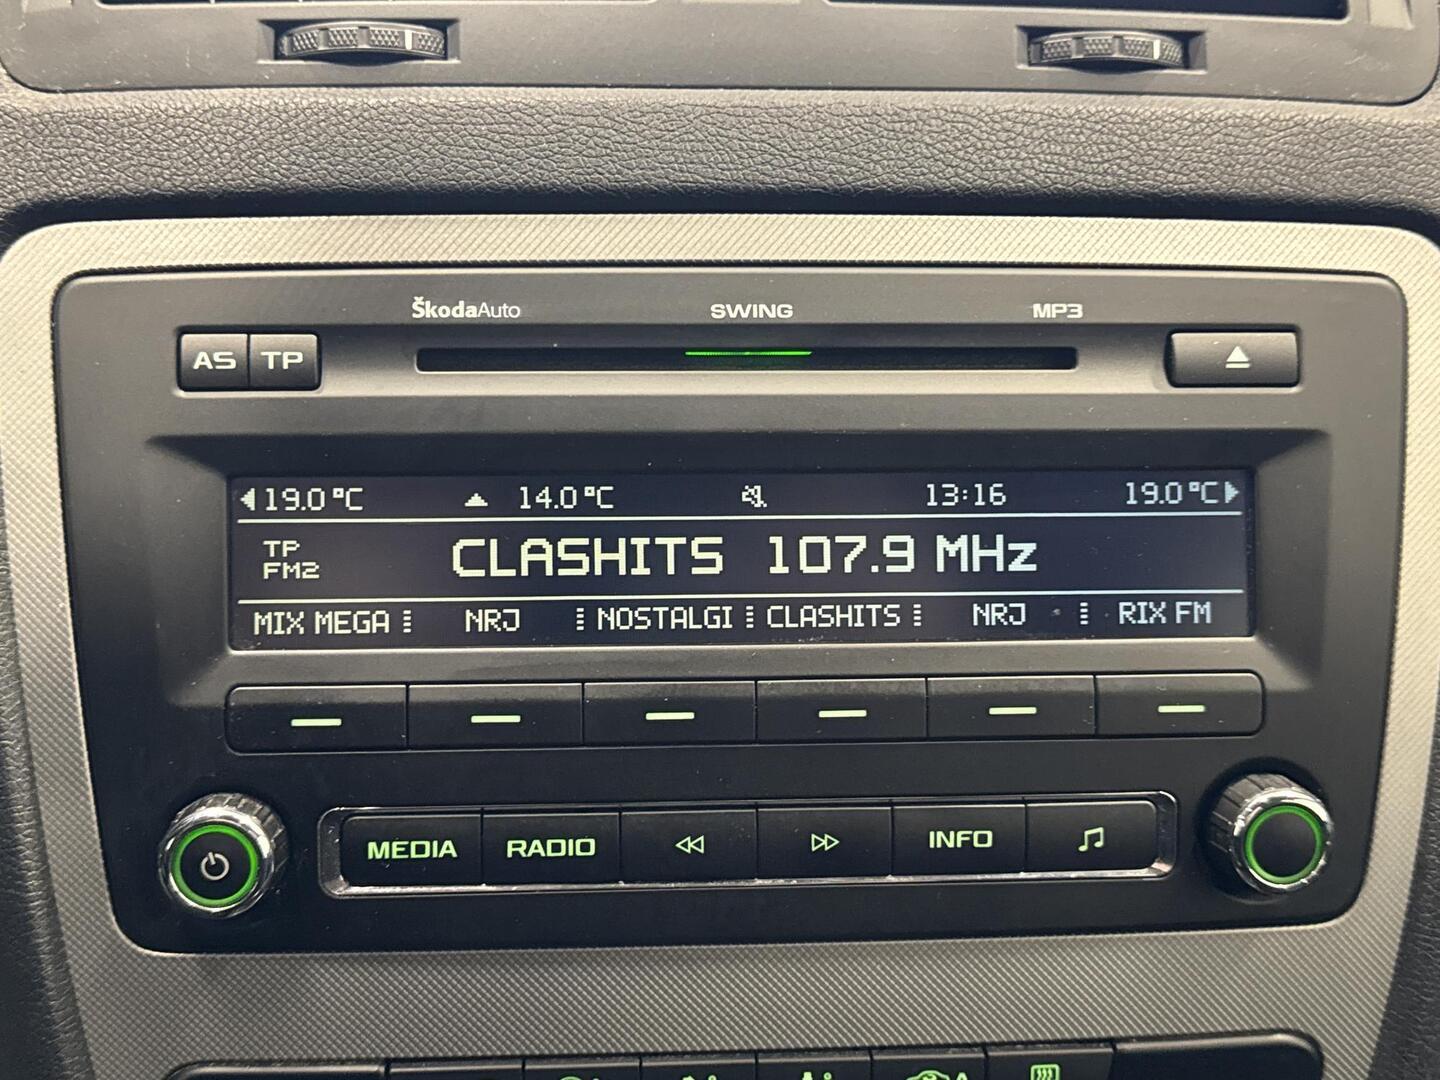 ŠkodaAuto SWING MP3
AS TP
19.0°C 14.0°C 13:16 19.0°C
TP
FM2
CLASHITS 107.9 MHz
MIX MEGA NRJ NOSTALGI CLASHITS NRJ RIX FM
MEDIA RADIO INFO